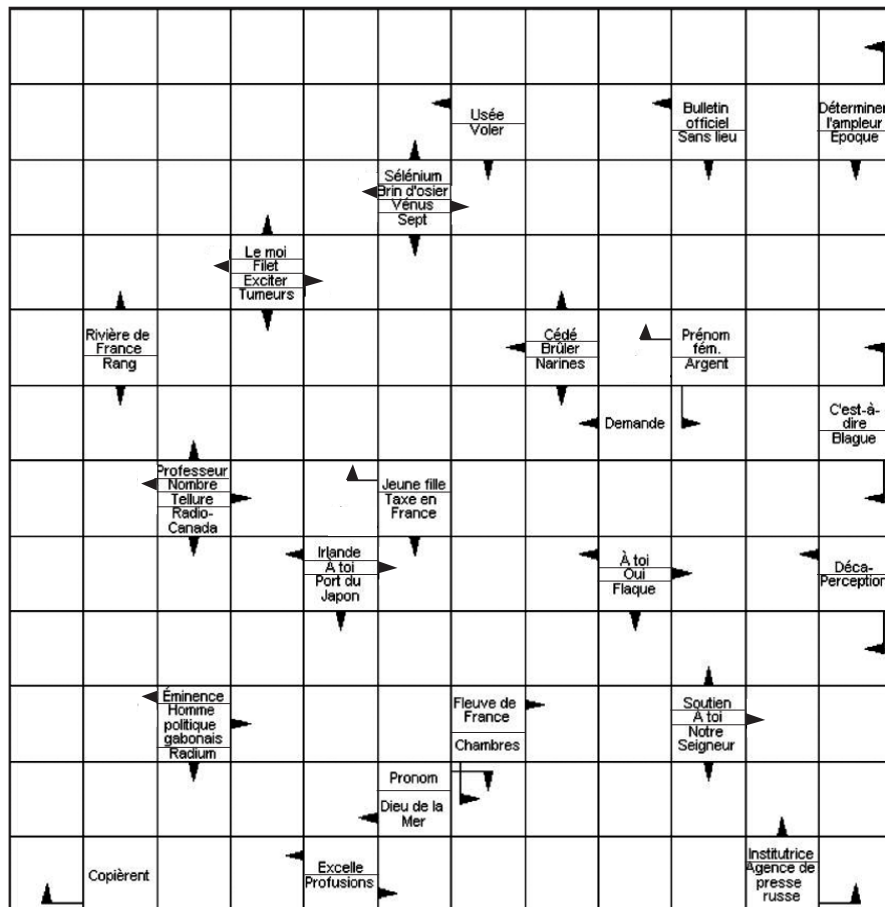 Usée
Voler
Bulletin
officiel
Sans lieu
Déterminer
l'ampleur
Epoque
Sélénium
Brin d'osier
Vénus
Sept
Le moi
Filet
Exciter
Tumeurs
Rivière de
France
Rang
Cédé
Brûler
Narines
Prénom
fém.
Argent
Demande
C'est-à-
dire
Blague
Professeur
Nombre
Tellure
Radio-
Canada
Jeune fille
Taxe en
France
Irlande
À toi
Port du
Japon
À toi
Oui
Flaque
Déca-
Perception
Éminence
Homme
politique
gabonais
Radium
Fleuve de
France
Chambres
Soutien
À toi
Notre
Seigneur
Pronom
Dieu de la
Mer
Copièrent
Excelle
Profusions
Institutrice
Agence de
presse
russe